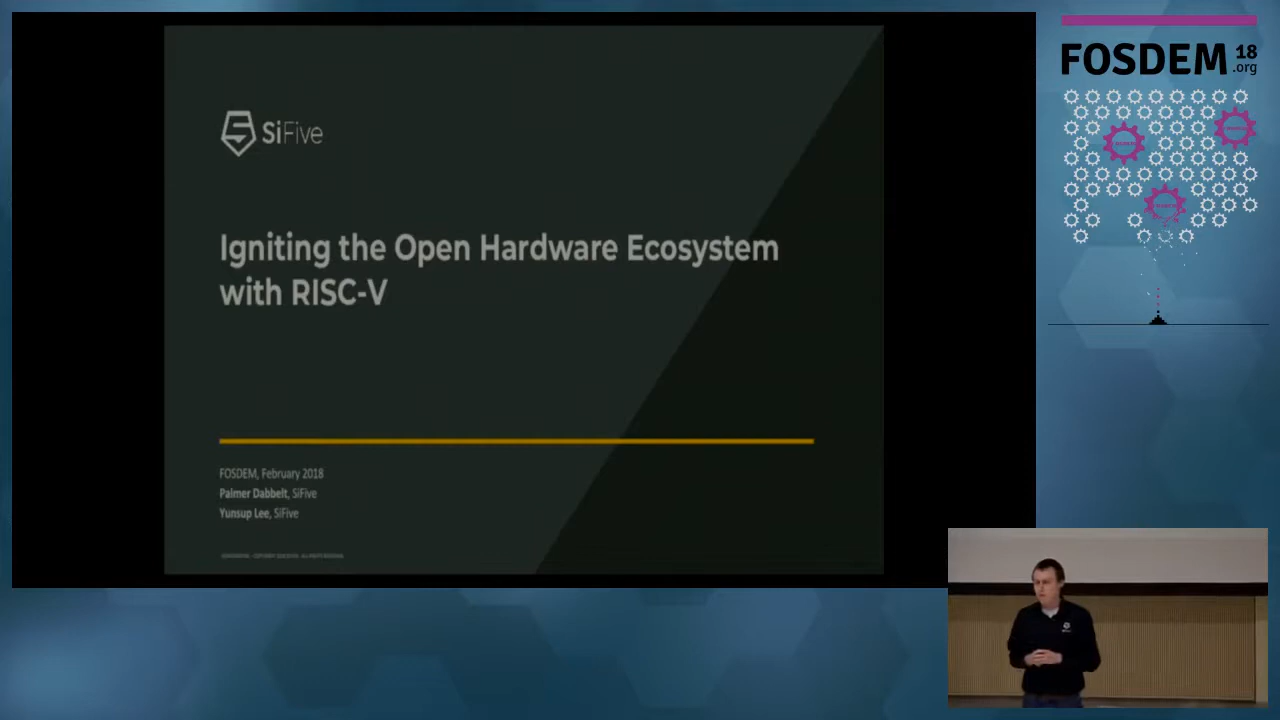 SiFive
Igniting the Open Hardware Ecosystem
with RISC-V
FOSDEM, February 2018
Palmer Dabbelt, SiFive
Yunsup Lee, SiFive
FOSDEM 18
.org